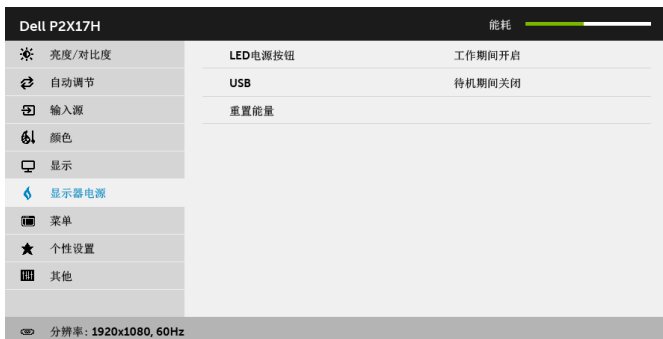 Dell P2X17H 能耗
亮度/对比度 LED电源按钮 工作期间开启
自动调节 USB 待机期间关闭
输入源 重置能量
颜色
显示
显示器电源
菜单
个性设置
其他
分辨率: 1920x1080, 60Hz